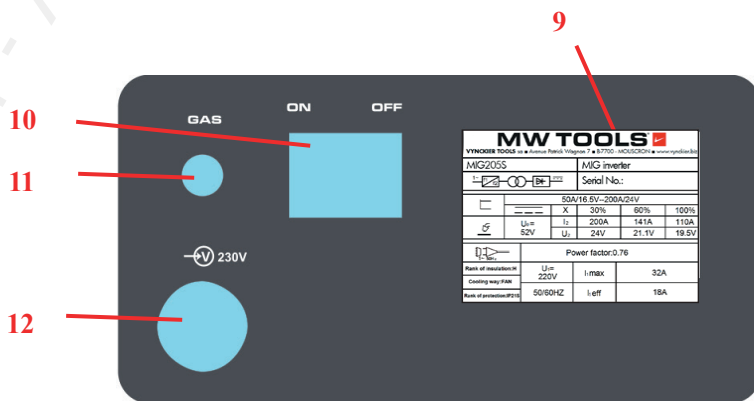 9
ON OFF
GAS
10
11
MW TOOLS
VYNCKIER TOOLS sa ■ Avenue Patrick Wagnon 7 ■ B-7700 - MOUSCRON ■ www.vynckier.biz
MIG205S MIG inverter
1~ Serial No.:
50A/16.5V--200A/24V
X 30% 60% 100%
U0= 52V I2 200A 141A 110A
U2 24V 21.1V 19.5V
Power factor:0.76
Rank of insulation:H U1= 220V I1max 32A
Cooling way:FAN
Rank of protection:IP21S 50/60HZ I1eff 18A
V 230V
12